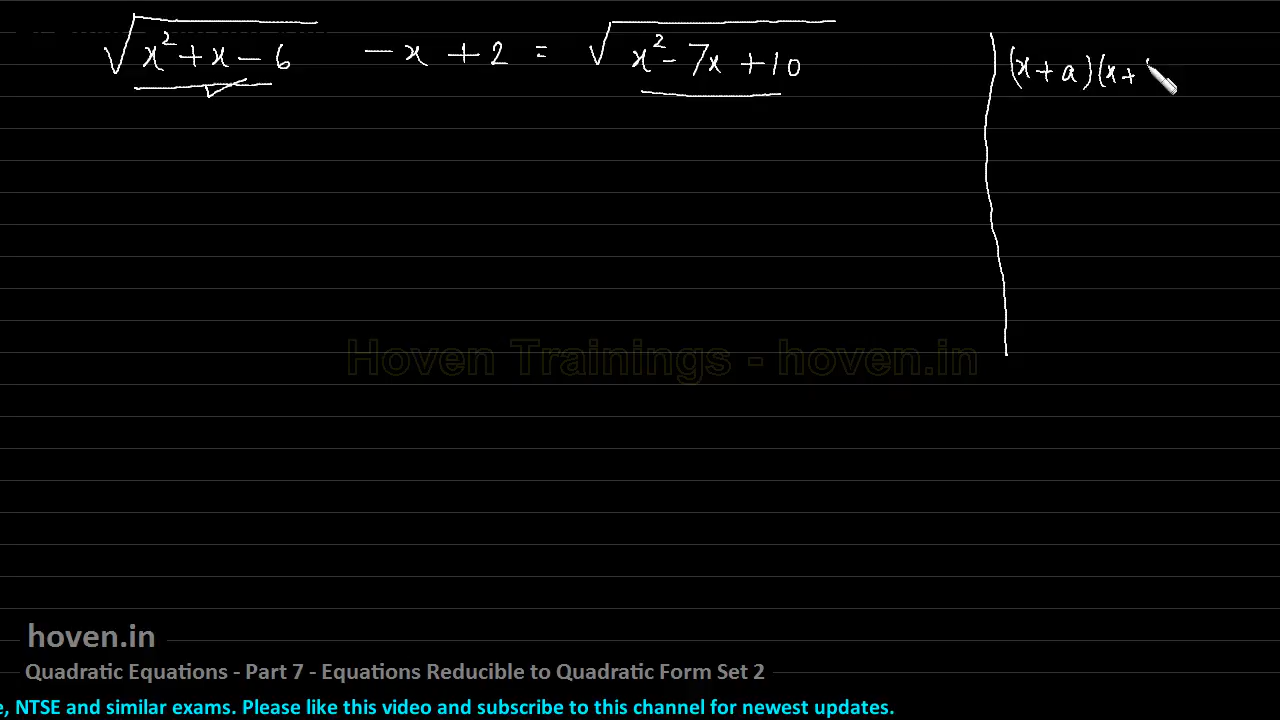 √(x² + x − 6) − x + 2 = √(x² − 7x + 10)
(x + a)(x +
Hoven Trainings - hoven.in
hoven.in
Quadratic Equations - Part 7 - Equations Reducible to Quadratic Form Set 2
, NTSE and similar exams. Please like this video and subscribe to this channel for newest updates.